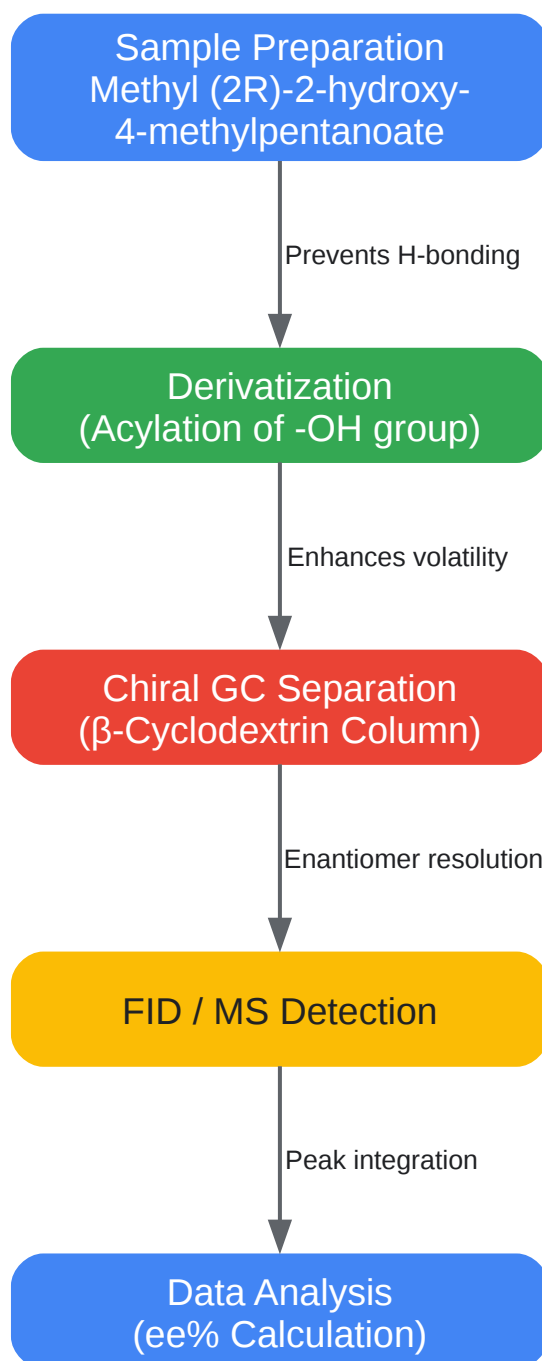 Sample Preparation
Methyl (2R)-2-hydroxy-
4-methylpentanoate
Prevents H-bonding
Derivatization
(Acylation of -OH group)
Enhances volatility
Chiral GC Separation
(β-Cyclodextrin Column)
Enantiomer resolution
FID / MS Detection
Peak integration
Data Analysis
(ee% Calculation)